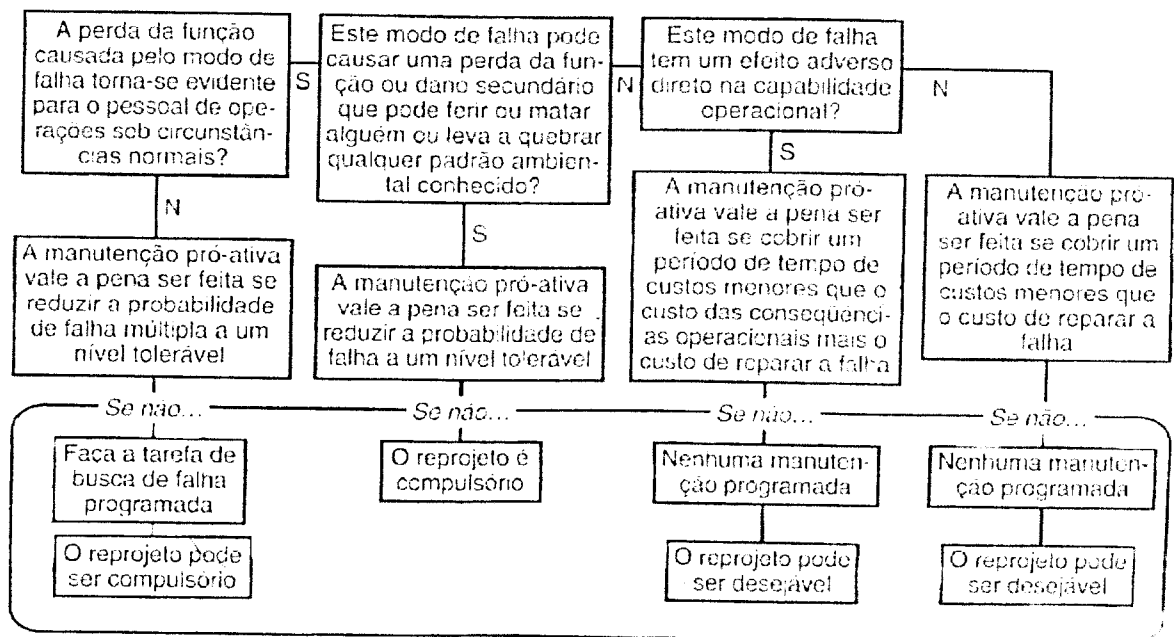 A perda da função
causada pelo modo de
falha torna-se evidente
para o pessoal de ope-
rações sob circunstân-
cias normais?
S
Este modo de falha pode
causar uma perda da fun-
ção ou dano secundário
que pode ferir ou matar
alguém ou leva a quebrar
qualquer padrão ambien-
tal conhecido?
N
Este modo de falha
tem um efeito adverso
direto na capabilidade
operacional?
N
N
S
S
A manutenção pró-ativa
vale a pena ser feita se
reduzir a probabilidade
de falha múltipla a um
nível tolerável
A manutenção pró-ativa
vale a pena ser feita se
reduzir a probabilidade de
falha a um nível tolerável
A manutenção pró-
ativa vale a pena ser
feita se cobrir um
período de tempo de
custos menores que o
custo das conseqüênci-
as operacionais mais o
custo de reparar a falha
A manutenção pró-
ativa vale a pena
ser feita se cobrir um
período de tempo de
custos menores que
o custo de reparar a
falha
Se não...
Se não...
Se não...
Se não...
Faça a tarefa de
busca de falha
programada
O reprojeto pode
ser compulsório
O reprojeto é
compulsório
Nenhuma manuten-
ção programada
O reprojeto pode
ser desejável
Nenhuma manuten-
ção programada
O reprojeto pode
ser desejável